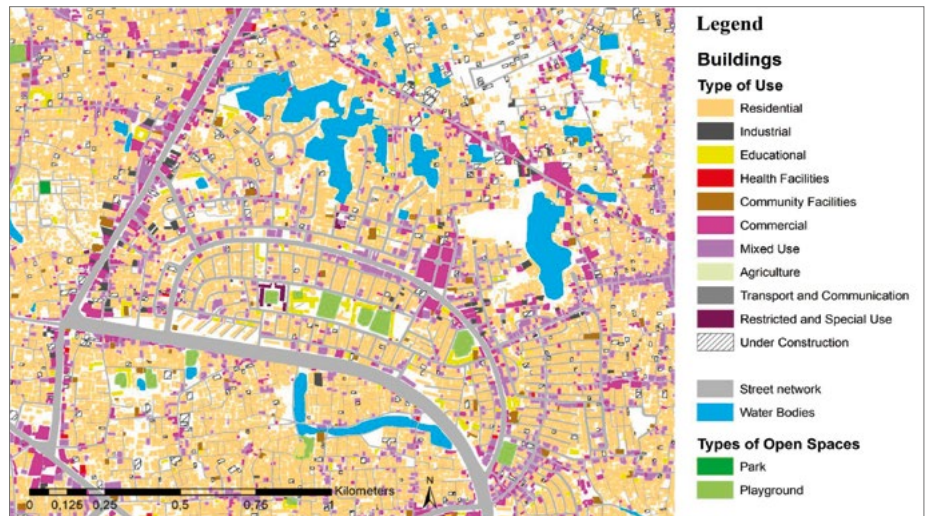 Legend
Buildings
Type of Use
Residential
Industrial
Educational
Health Facilities
Community Facilities
Commercial
Mixed Use
Agriculture
Transport and Communication
Restricted and Special Use
Under Construction
Street network
Water Bodies
Types of Open Spaces
Park
Playground
Kilometers
0 0,125 0,25 0,5 0,75 1
N